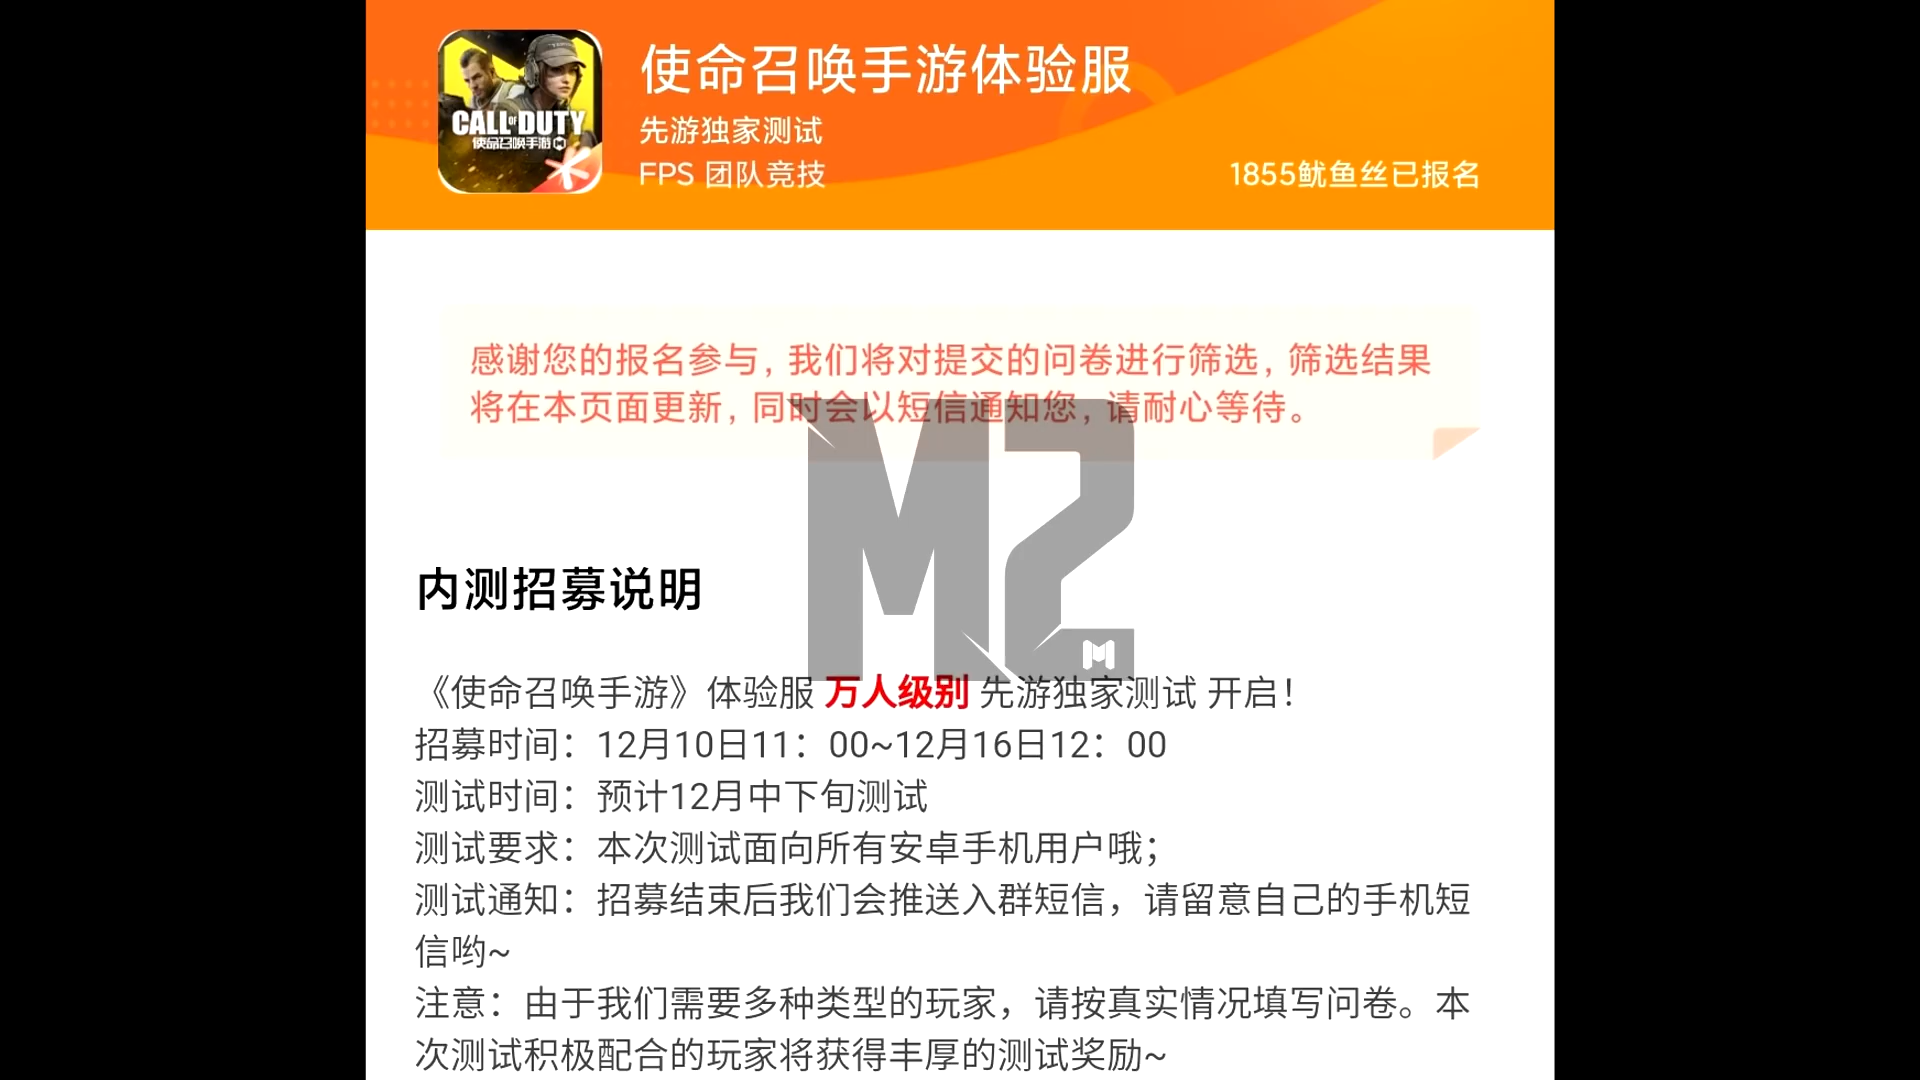 CALL OF DUTY
使命召唤手游
使命召唤手游体验服
先游独家测试
FPS 团队竞技
1855鱿鱼丝已报名
感谢您的报名参与，我们将对提交的问卷进行筛选，筛选结果
将在本页面更新，同时会以短信通知您，请耐心等待。
M2
内测招募说明
《使命召唤手游》体验服 万人级别 先游独家测试 开启！
招募时间：12月10日11：00~12月16日12：00
测试时间：预计12月中下旬测试
测试要求：本次测试面向所有安卓手机用户哦；
测试通知：招募结束后我们会推送入群短信，请留意自己的手机短
信哟~
注意：由于我们需要多种类型的玩家，请按真实情况填写问卷。本
次测试积极配合的玩家将获得丰厚的测试奖励~